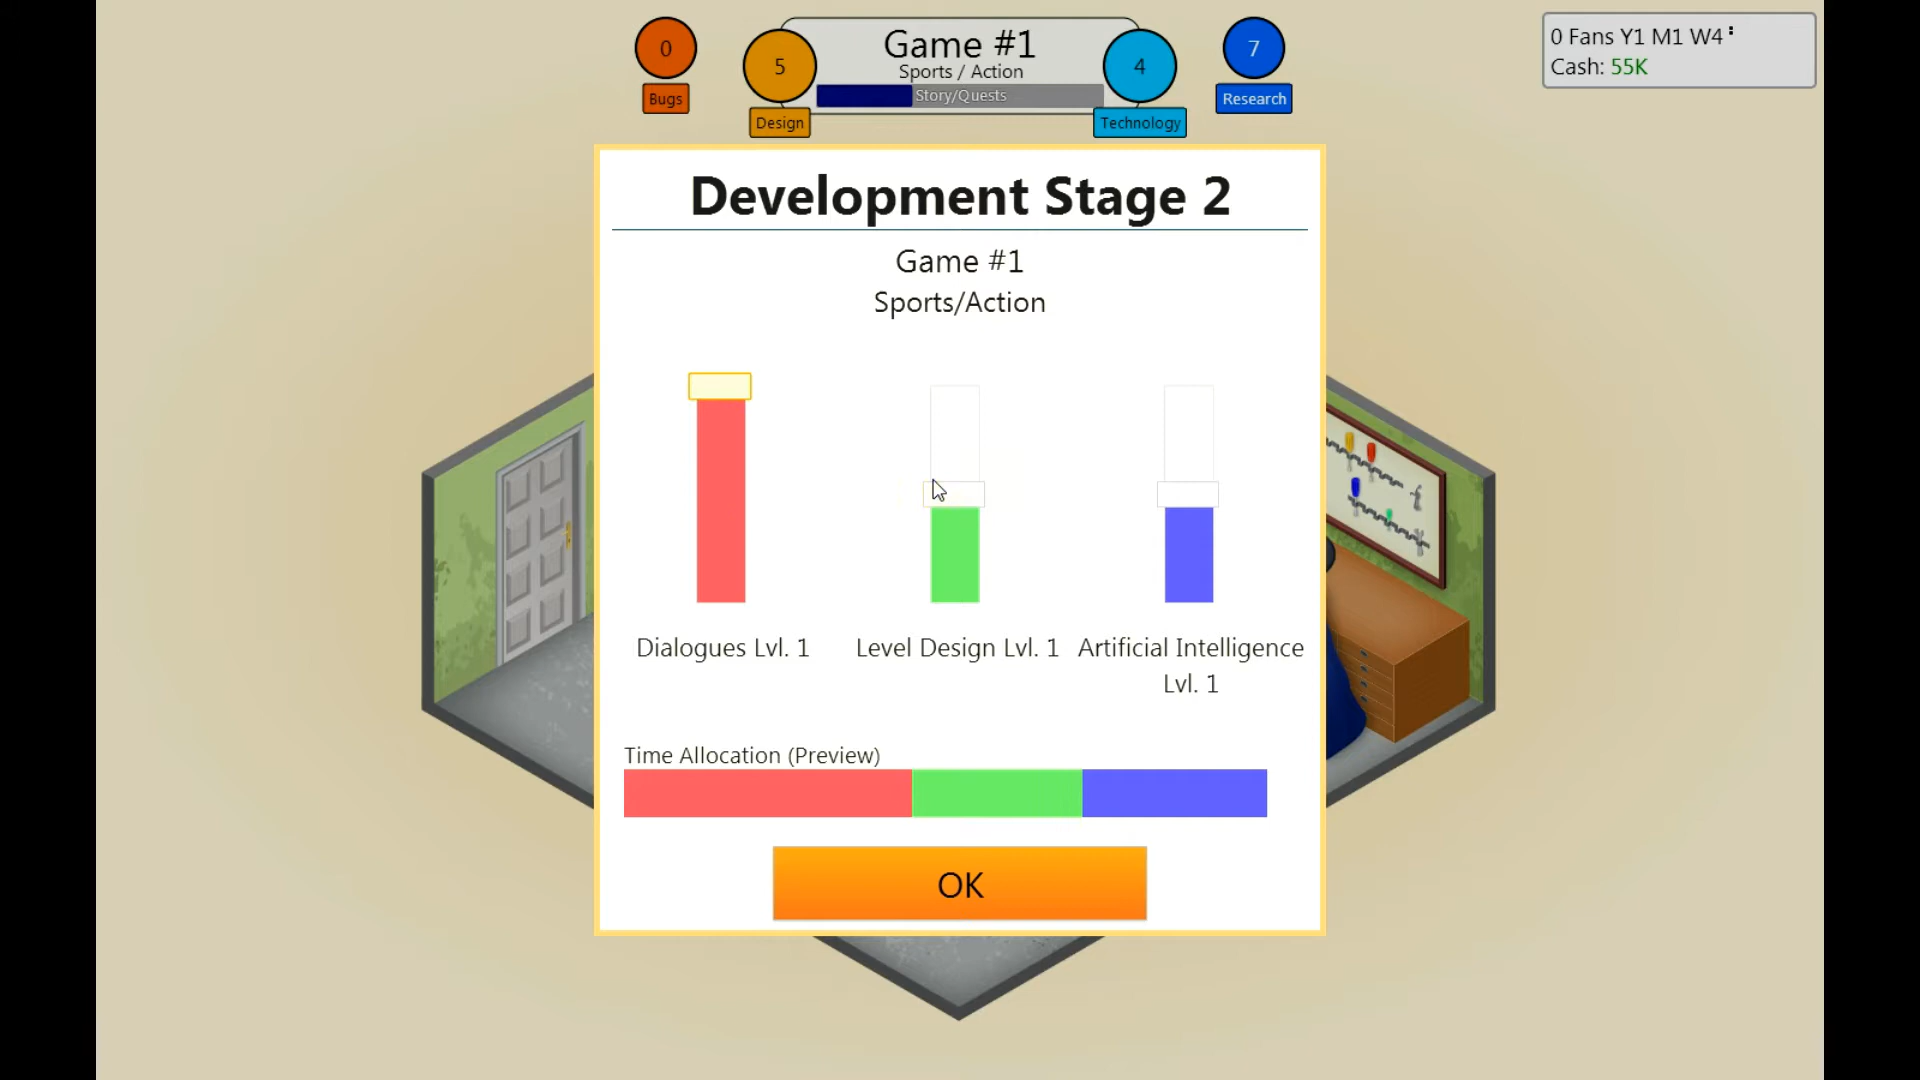 0
Bugs
5
Design
Game #1
Sports / Action
Story/Quests
4
Technology
7
Research
0 Fans Y1 M1 W4
Cash: 55K
Development Stage 2
Game #1
Sports/Action
Dialogues Lvl. 1
Level Design Lvl. 1
Artificial Intelligence
Lvl. 1
Time Allocation (Preview)
OK